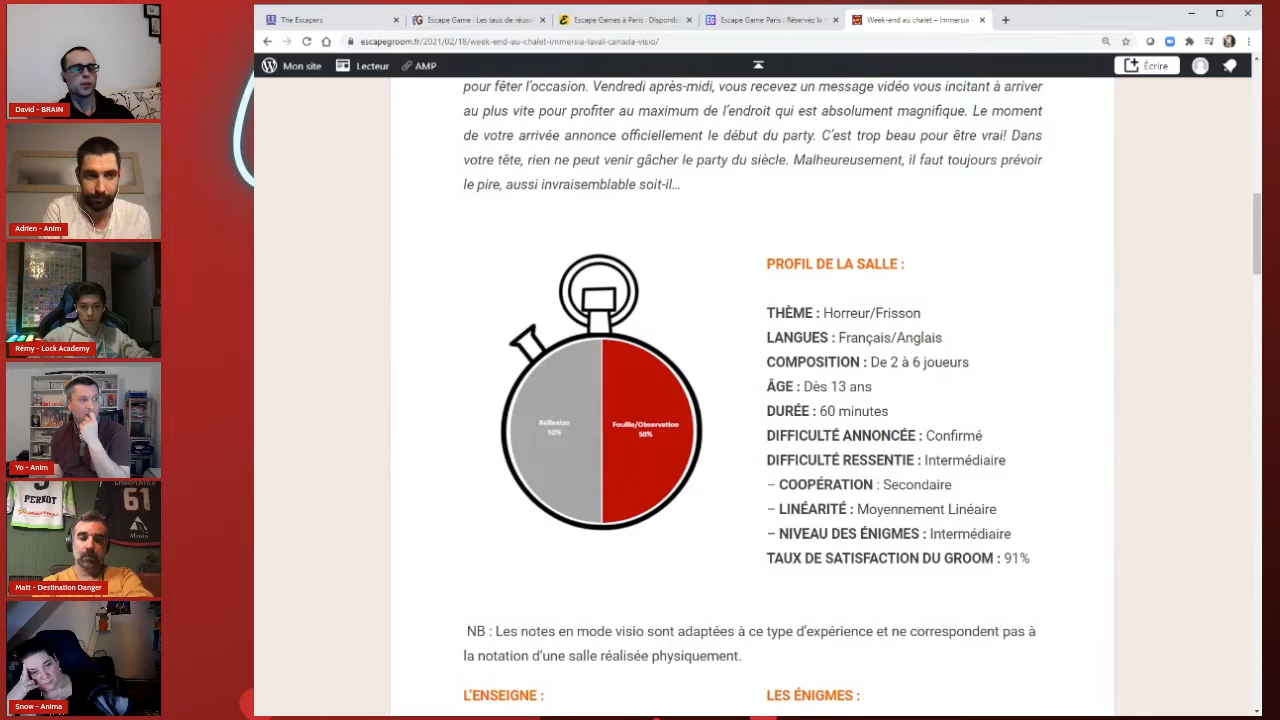 David - BRAIN
Adrien - Anim
Rémy - Lock Academy
Yo - Anim
PERNOT
CHARPENTIER
61
Matt - Destination Danger
Snow - Anima
The Escapers
Escape Game : Les taux de réuss
Escape Games à Paris : Disponib
Escape Game Paris : Réservez la
Week-end au chalet – Immersia -
escapegroom.fr/2021/02/18/week-end-au-chalet-immersia-laval-canada-visio/
Mon site
Lecteur
AMP
Écrire
pour fêter l'occasion. Vendredi après-midi, vous recevez un message vidéo vous incitant à arriver
au plus vite pour profiter au maximum de l'endroit qui est absolument magnifique. Le moment
de votre arrivée annonce officiellement le début du party. C'est trop beau pour être vrai! Dans
votre tête, rien ne peut venir gâcher le party du siècle. Malheureusement, il faut toujours prévoir
le pire, aussi invraisemblable soit-il…
Réflexion
50%
Fouille/Observation
50%
PROFIL DE LA SALLE :
THÈME : Horreur/Frisson
LANGUES : Français/Anglais
COMPOSITION : De 2 à 6 joueurs
ÂGE : Dès 13 ans
DURÉE : 60 minutes
DIFFICULTÉ ANNONCÉE : Confirmé
DIFFICULTÉ RESSENTIE : Intermédiaire
– COOPÉRATION : Secondaire
– LINÉARITÉ : Moyennement Linéaire
– NIVEAU DES ÉNIGMES : Intermédiaire
TAUX DE SATISFACTION DU GROOM : 91%
NB : Les notes en mode visio sont adaptées à ce type d'expérience et ne correspondent pas à
la notation d'une salle réalisée physiquement.
L'ENSEIGNE :
LES ÉNIGMES :